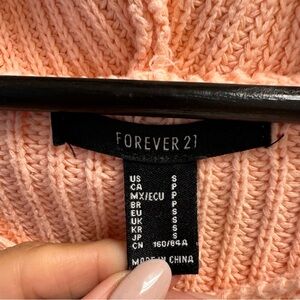 FOREVER 21
US S
CA P
MX/ECU P
BR P
EU S
UK S
KR S
JP S
CN 160/84A
MADE IN CHINA